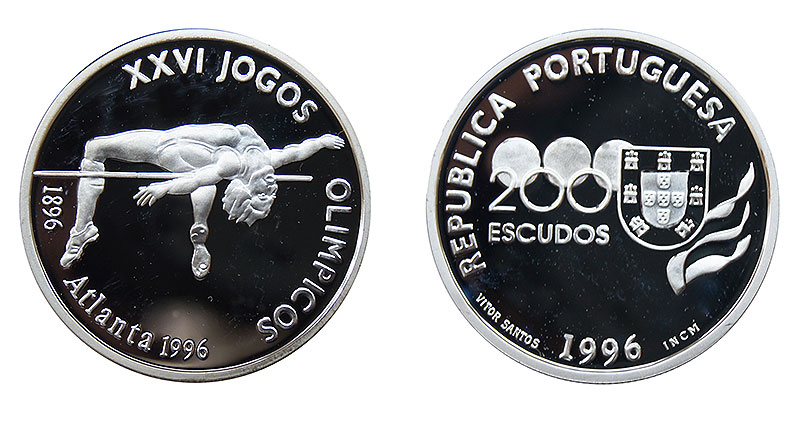 XXVI JOGOS
OLIMPICOS
1896
Atlanta 1996
REPUBLICA PORTUGUESA
200
ESCUDOS
VITOR SANTOS
1996
INCM